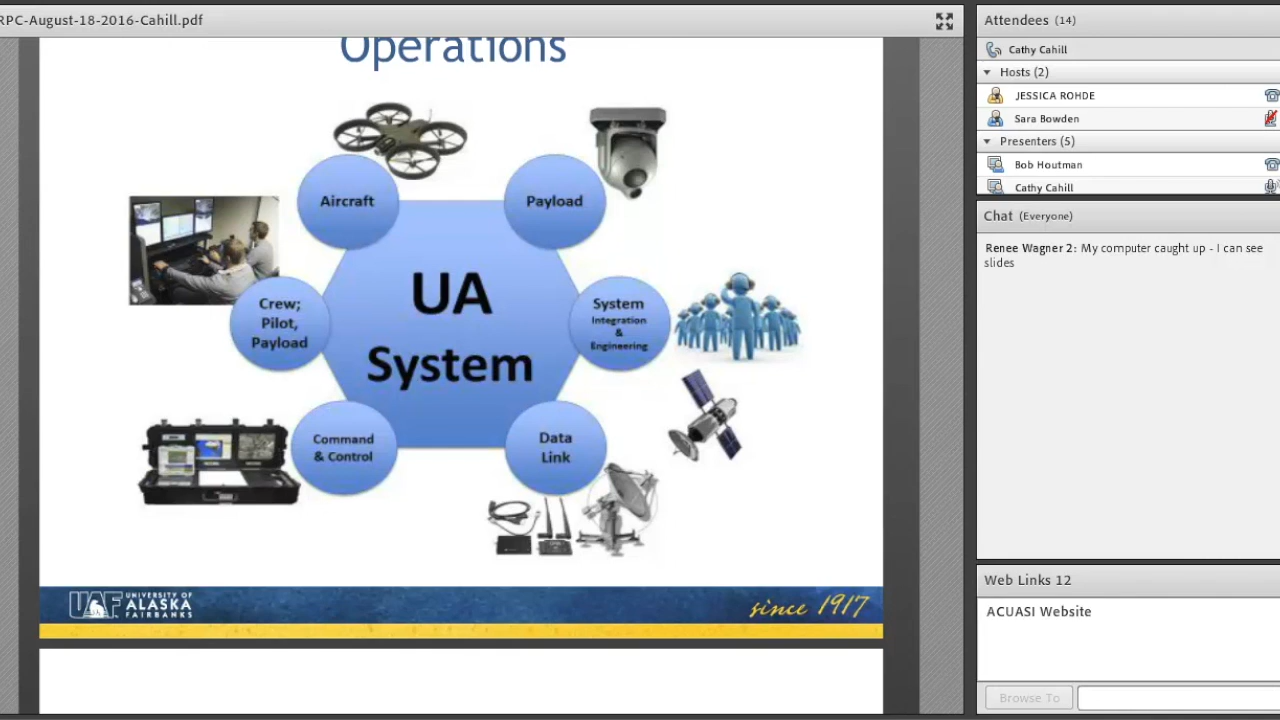 RPC-August-18-2016-Cahill.pdf
Operations
Aircraft
Payload
UA
System
Crew;
Pilot,
Payload
System
Integration
&
Engineering
Command
& Control
Data
Link
UAF
UNIVERSITY OF
ALASKA
FAIRBANKS
since 1917
Attendees (14)
Cathy Cahill
Hosts (2)
JESSICA ROHDE
Sara Bowden
Presenters (5)
Bob Houtman
Cathy Cahill
Chat (Everyone)
Renee Wagner 2: My computer caught up - I can see
slides
Web Links 12
ACUASI Website
Browse To